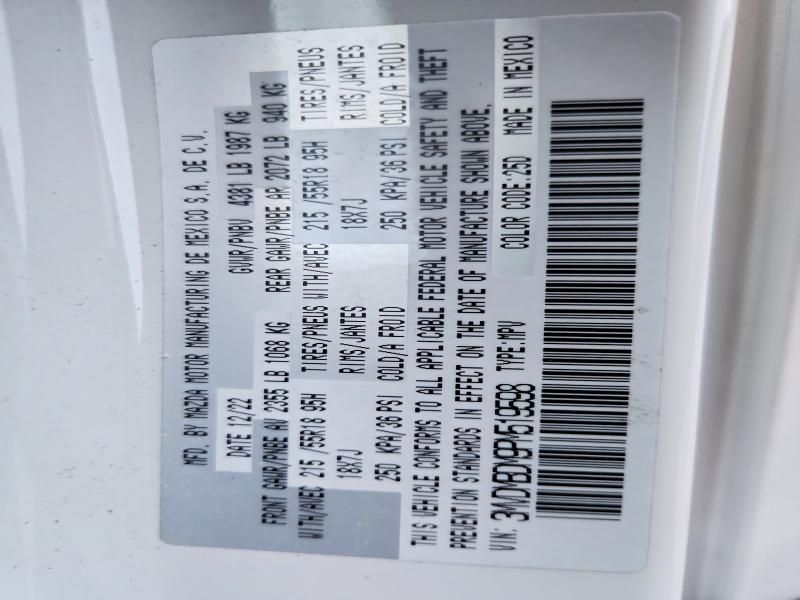 MFD. BY MAZDA MOTOR MANUFACTURING DE MEXICO S.A. DE C.V.
DATE 12/22 GVWR/PNBV 4381 LB 1987 KG
FRONT GAWR/PNBE AV 2355 LB 1068 KG REAR GAWR/PNBE AR 2072 LB 940 KG
WITH/AVEC 215 /55R18 95H TIRES/PNEUS WITH/AVEC 215 /55R18 95H TIRES/PNEUS
18X7J RIMS/JANTES 18X7J RIMS/JANTES
250 KPA/36 PSI COLD/A FROID 250 KPA/36 PSI COLD/A FROID
THIS VEHICLE CONFORMS TO ALL APPLICABLE FEDERAL MOTOR VEHICLE SAFETY AND THEFT
PREVENTION STANDARDS IN EFFECT ON THE DATE OF MANUFACTURE SHOWN ABOVE.
VIN: TYPE:MPV COLOR CODE:25D MADE IN MEXICO